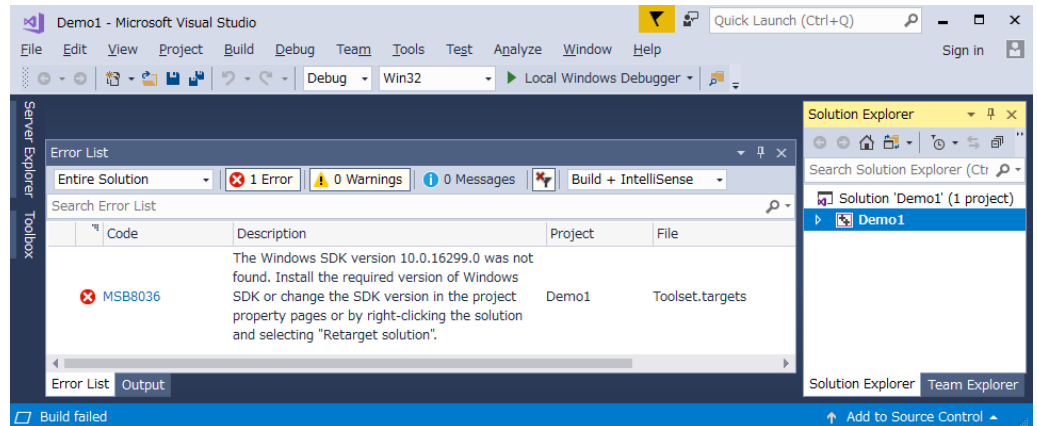 Demo1 - Microsoft Visual Studio
Quick Launch (Ctrl+Q)
File Edit View Project Build Debug Team Tools Test Analyze Window Help
Sign in
Debug Win32 Local Windows Debugger
Server Explorer
Toolbox
Error List
Entire Solution 1 Error 0 Warnings 0 Messages Build + IntelliSense
Search Error List
Code Description Project File
MSB8036
The Windows SDK version 10.0.16299.0 was not
found. Install the required version of Windows
SDK or change the SDK version in the project
property pages or by right-clicking the solution
and selecting "Retarget solution".
Demo1
Toolset.targets
Error List Output
Solution Explorer
Search Solution Explorer (Ctr
Solution 'Demo1' (1 project)
Demo1
Solution Explorer Team Explorer
Build failed
Add to Source Control